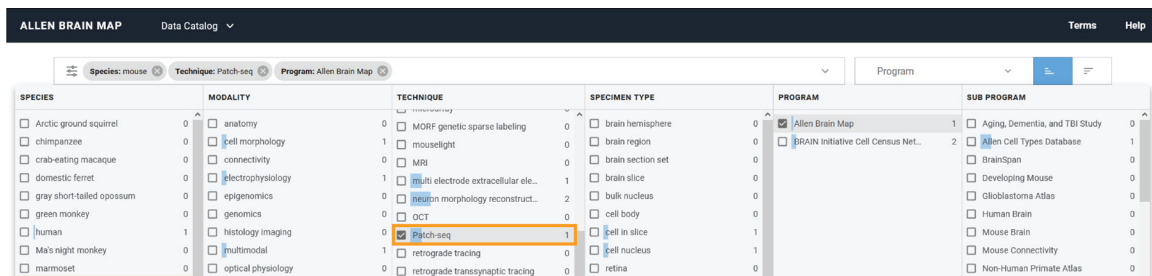 ALLEN BRAIN MAP Data Catalog Terms Help
Species: mouse Technique: Patch-seq Program: Allen Brain Map Program
SPECIES MODALITY TECHNIQUE SPECIMEN TYPE PROGRAM SUB PROGRAM
Arctic ground squirrel 0 anatomy 0 MORF genetic sparse labeling 0 brain hemisphere 0 Allen Brain Map 1 Aging, Dementia, and TBI Study 0
chimpanzee 0 cell morphology 1 mouselight 0 brain region 0 BRAIN Initiative Cell Census Net... 2 Allen Cell Types Database 1
crab-eating macaque 0 connectivity 0 MRI 0 brain section set 0 BrainSpan 0
domestic ferret 0 electrophysiology 1 multi electrode extracellular ele... 1 brain slice 0 Developing Mouse 0
gray short-tailed opossum 0 epigenomics 0 neuron morphology reconstruct... 2 bulk nucleus 0 Glioblastoma Atlas 0
green monkey 0 genomics 0 OCT 0 cell body 0 Human Brain 0
human 1 histology imaging 0 Patch-seq 1 cell in slice 1 Mouse Brain 0
Ma's night monkey 0 multimodal 1 retrograde tracing 0 cell nucleus 1 Mouse Connectivity 0
marmoset 0 optical physiology 0 retrograde transsynaptic tracing 0 retina 0 Non-Human Primate Atlas 0